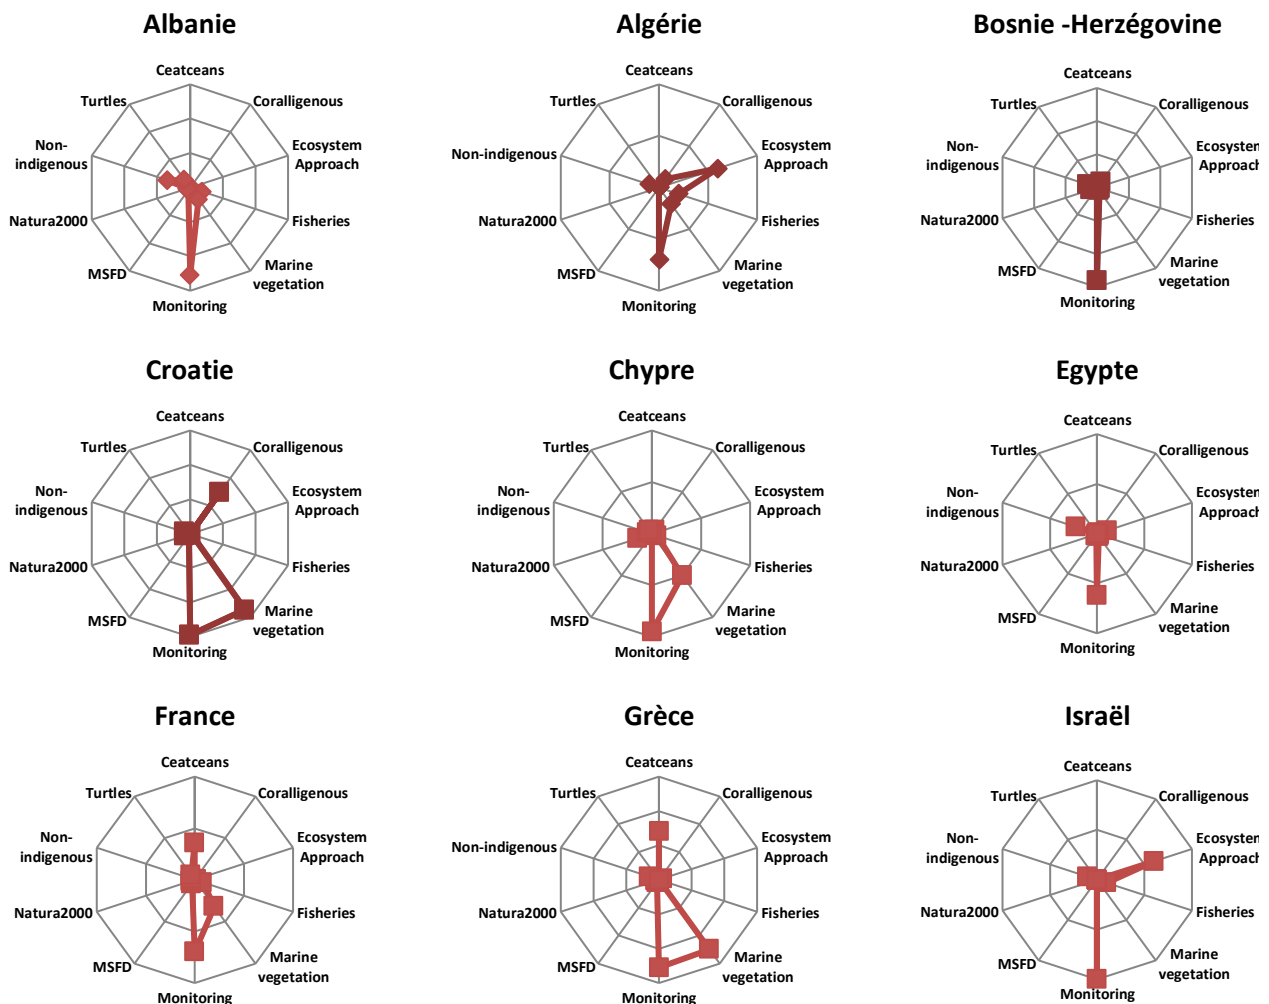 Albanie
Ceatceans
Turtles
Coralligenous
Non-
indigenous
Ecosystem
Approach
Natura2000
Fisheries
MSFD
Marine
vegetation
Monitoring
Algérie
Ceatceans
Turtles
Coralligenous
Non-indigenous
Ecosystem
Approach
Natura2000
Fisheries
MSFD
Marine
vegetation
Monitoring
Bosnie -Herzégovine
Ceatceans
Turtles
Coralligenous
Non-
indigenous
Ecosystem
Approach
Natura2000
Fisheries
MSFD
Marine
vegetation
Monitoring
Croatie
Ceatceans
Turtles
Coralligenous
Non-
indigenous
Ecosystem
Approach
Natura2000
Fisheries
MSFD
Marine
vegetation
Monitoring
Chypre
Ceatceans
Turtles
Coralligenous
Non-
indigenous
Ecosystem
Approach
Natura2000
Fisheries
MSFD
Marine
vegetation
Monitoring
Egypte
Ceatceans
Turtles
Coralligenous
Non-
indigenous
Ecosystem
Approach
Natura2000
Fisheries
MSFD
Marine
vegetation
Monitoring
France
Ceatceans
Turtles
Coralligenous
Non-
indigenous
Ecosystem
Approach
Natura2000
Fisheries
MSFD
Marine
vegetation
Monitoring
Grèce
Ceatceans
Turtles
Coralligenous
Non-indigenous
Ecosystem
Approach
Natura2000
Fisheries
MSFD
Marine
vegetation
Monitoring
Israël
Ceatceans
Turtles
Coralligenous
Non-
indigenous
Ecosystem
Approach
Natura2000
Fisheries
MSFD
Marine
vegetation
Monitoring